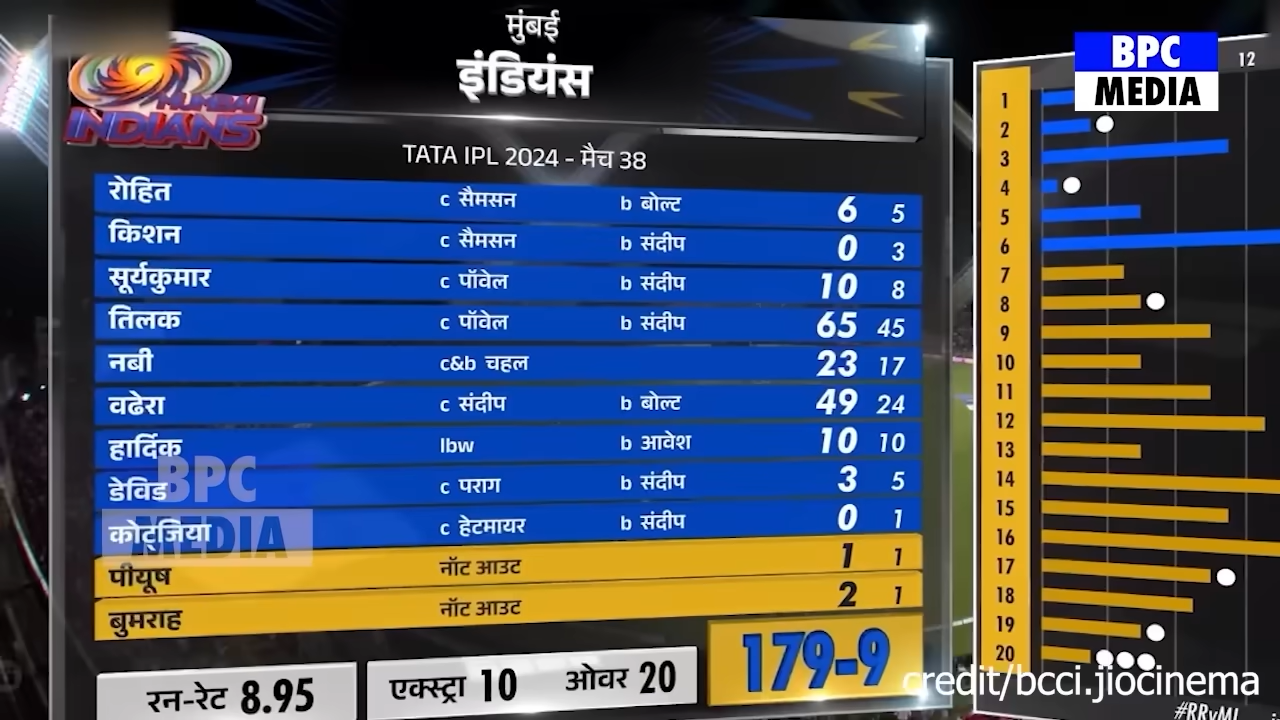 मुंबई
इंडियंस
MUMBAI
INDIANS
TATA IPL 2024 - मैच 38
रोहित c सैमसन b बोल्ट 6 5
किशन c सैमसन b संदीप 0 3
सूर्यकुमार c पॉवेल b संदीप 10 8
तिलक c पॉवेल b संदीप 65 45
नबी c&b चहल 23 17
वढेरा c संदीप b बोल्ट 49 24
हार्दिक lbw b आवेश 10 10
डेविड c पराग b संदीप 3 5
कोट्जिया c हेटमायर b संदीप 0 1
पीयूष नॉट आउट 1 1
बुमराह नॉट आउट 2 1
रन-रेट 8.95 एक्स्ट्रा 10 ओवर 20 179-9
BPC
MEDIA
BPC
MEDIA
12
1
2
3
4
5
6
7
8
9
10
11
12
13
14
15
16
17
18
19
20
credit/bcci.jiocinema
#RRvMI